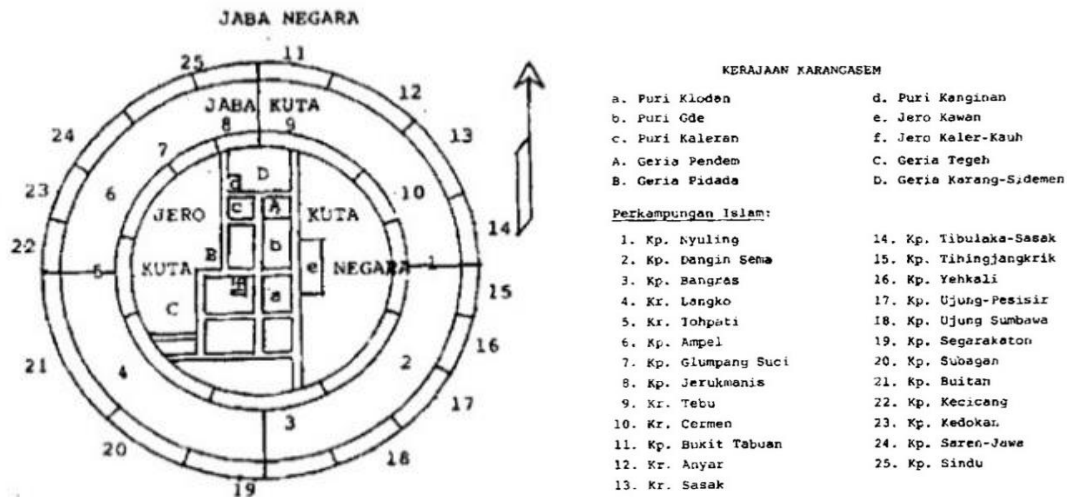 JABA NEGARA
25 11
12
24
13
JABA KUTA
8 9
7
23
6
10
d D
JERO c A KUTA
14
22
B b
5 KUTA e NEGARA 1
f a
15
C
16
21
4
2
17
3
20
18
19
KERAJAAN KARANGASEM
a. Puri Klodan
b. Puri Gde
c. Puri Kaleran
A. Geria Pendem
B. Geria Pidada
d. Puri Kanginan
e. Jero Kawan
f. Jero Kaler-Kauh
C. Geria Tegeh
D. Geria Karang-Sidemen
Perkampungan Islam:
1. Kp. Nyuling
2. Kp. Dangin Sema
3. Kp. Bangras
4. Kr. Langko
5. Kr. Tohpati
6. Kp. Ampel
7. Kp. Glumpang Suci
8. Kp. Jerukmanis
9. Kr. Tebu
10. Kr. Cermen
11. Kp. Bukit Tabuan
12. Kr. Anyar
13. Kr. Sasak
14. Kp. Tibulaka-Sasak
15. Kp. Tihingjangkrik
16. Kp. Yehkali
17. Kp. Ujung-Pesisir
18. Kp. Ujung Sumbawa
19. Kp. Segarakaton
20. Kp. Subagan
21. Kp. Buitan
22. Kp. Kecicang
23. Kp. Kedokan
24. Kp. Saren-Jawa
25. Kp. Sindu